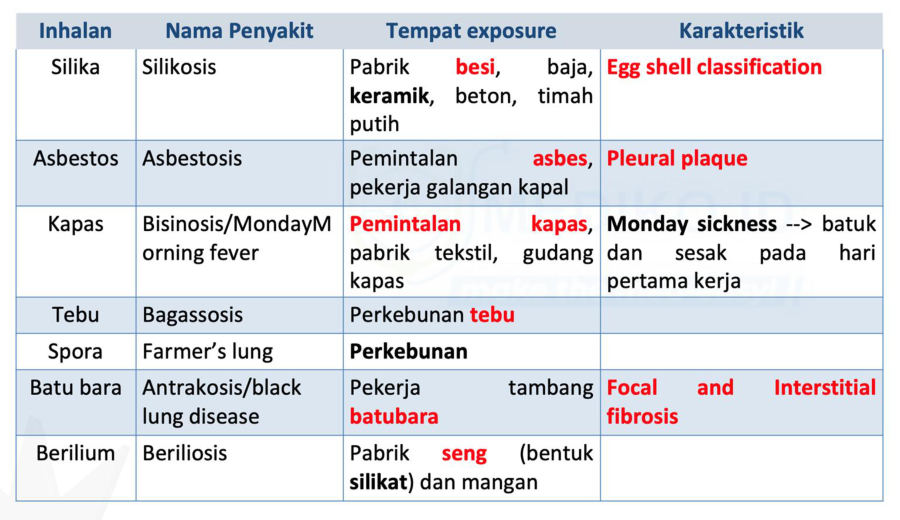 Inhalan Nama Penyakit Tempat exposure Karakteristik
Silika Silikosis Pabrik besi, baja, Egg shell classification
keramik, beton, timah
putih
Asbestos Asbestosis Pemintalan asbes, Pleural plaque
pekerja galangan kapal
Kapas Bisinosis/MondayM Pemintalan kapas, Monday sickness --> batuk
orning fever pabrik tekstil, gudang dan sesak pada hari
kapas pertama kerja
Tebu Bagassosis Perkebunan tebu
Spora Farmer’s lung Perkebunan
Batu bara Antrakosis/black Pekerja tambang Focal and Interstitial
lung disease batubara fibrosis
Berilium Beriliosis Pabrik seng (bentuk
silikat) dan mangan